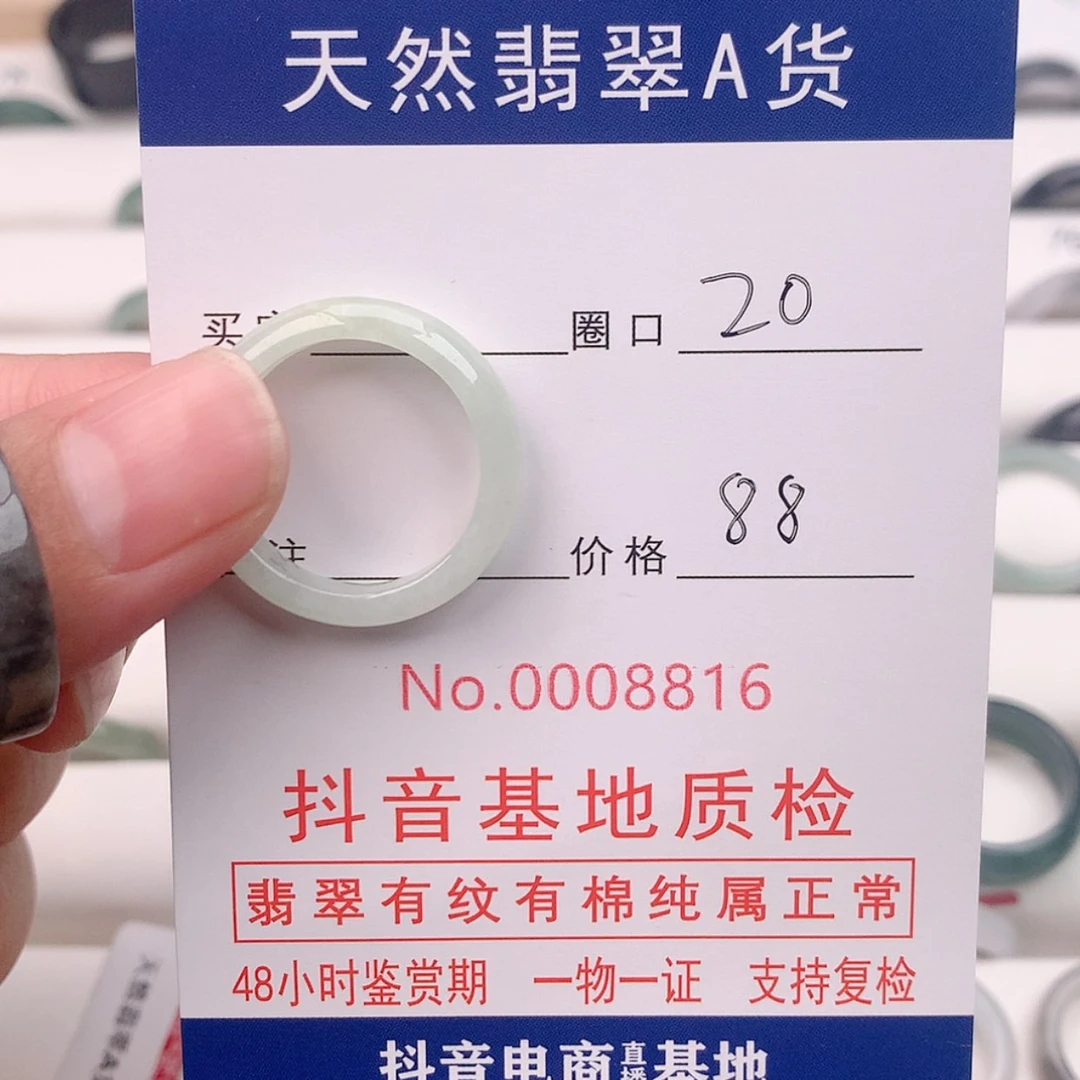 天然翡翠A货
买
圈口 20
注
价格 88
No.0008816
抖音基地质检
翡翠有纹有棉纯属正常
48小时鉴赏期 一物一证 支持复检
抖音电商直播基地